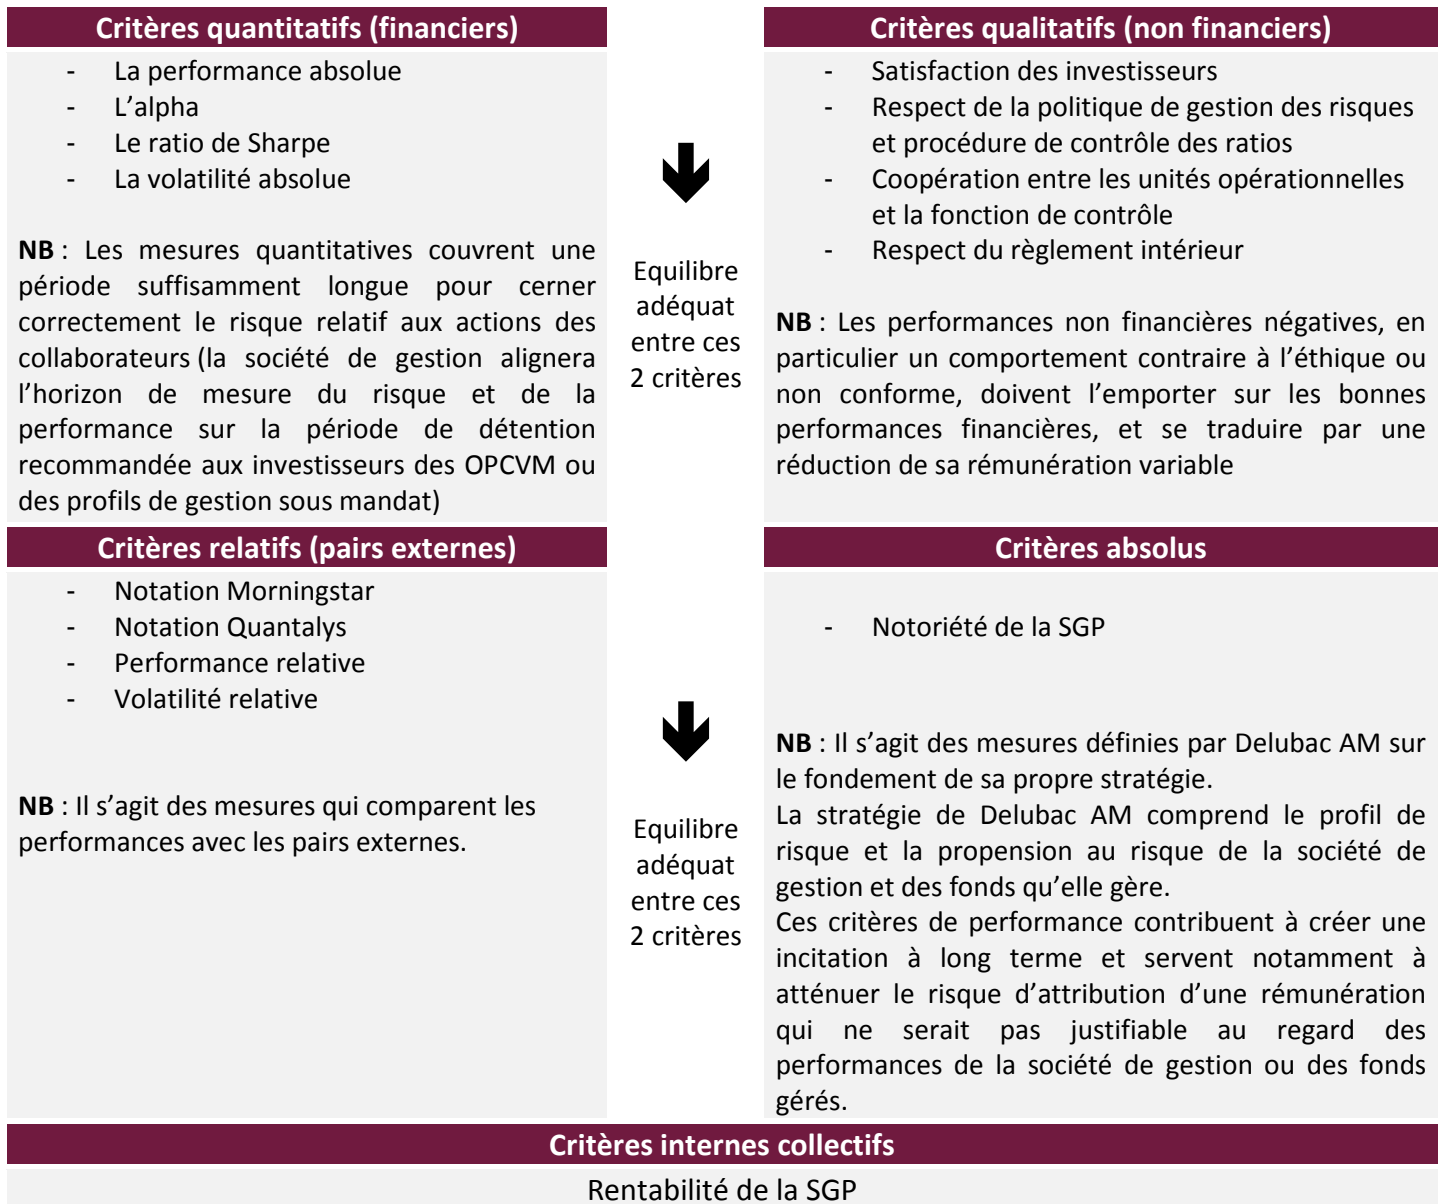 Critères quantitatifs (financiers)
- La performance absolue
- L’alpha
- Le ratio de Sharpe
- La volatilité absolue
NB : Les mesures quantitatives couvrent une
période suffisamment longue pour cerner
correctement le risque relatif aux actions des
collaborateurs (la société de gestion alignera
l’horizon de mesure du risque et de la
performance sur la période de détention
recommandée aux investisseurs des OPCVM ou
des profils de gestion sous mandat)
Equilibre
adéquat
entre ces
2 critères
Critères qualitatifs (non financiers)
- Satisfaction des investisseurs
- Respect de la politique de gestion des risques
et procédure de contrôle des ratios
- Coopération entre les unités opérationnelles
et la fonction de contrôle
- Respect du règlement intérieur
NB : Les performances non financières négatives, en
particulier un comportement contraire à l’éthique ou
non conforme, doivent l’emporter sur les bonnes
performances financières, et se traduire par une
réduction de sa rémunération variable
Critères relatifs (pairs externes)
- Notation Morningstar
- Notation Quantalys
- Performance relative
- Volatilité relative
NB : Il s’agit des mesures qui comparent les
performances avec les pairs externes.
Equilibre
adéquat
entre ces
2 critères
Critères absolus
- Notoriété de la SGP
NB : Il s’agit des mesures définies par Delubac AM sur
le fondement de sa propre stratégie.
La stratégie de Delubac AM comprend le profil de
risque et la propension au risque de la société de
gestion et des fonds qu’elle gère.
Ces critères de performance contribuent à créer une
incitation à long terme et servent notamment à
atténuer le risque d’attribution d’une rémunération
qui ne serait pas justifiable au regard des
performances de la société de gestion ou des fonds
gérés.
Critères internes collectifs
Rentabilité de la SGP